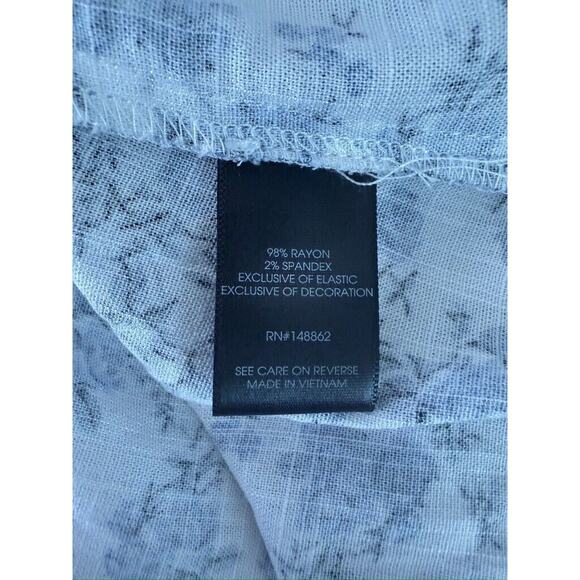 98% RAYON
2% SPANDEX
EXCLUSIVE OF ELASTIC
EXCLUSIVE OF DECORATION
RN#148862
SEE CARE ON REVERSE
MADE IN VIETNAM